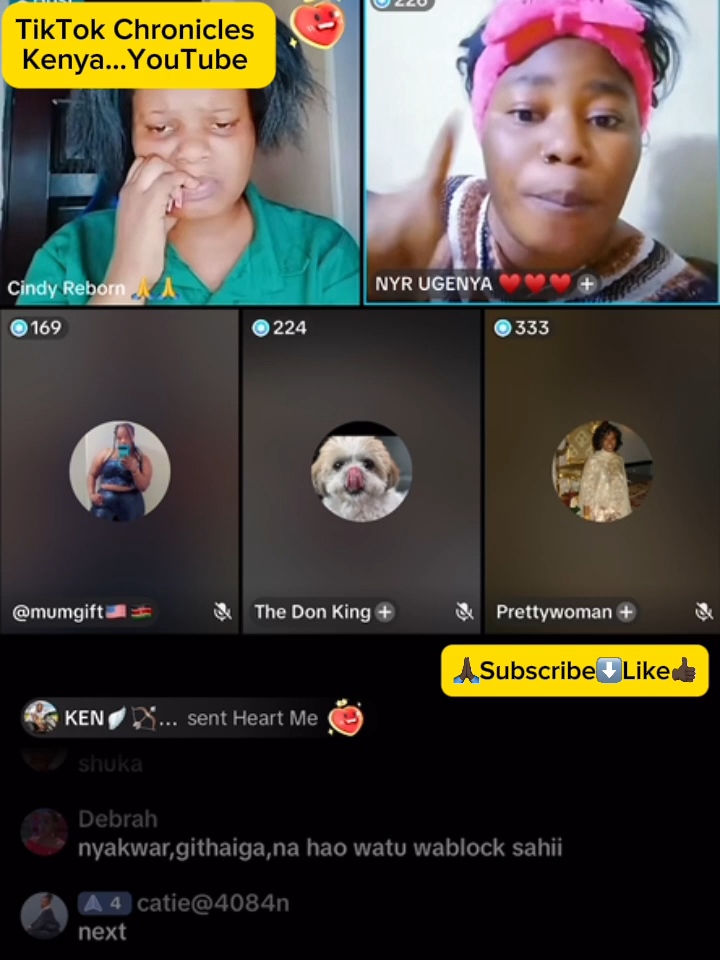 TikTok Chronicles
Kenya...YouTube
226
Cindy Reborn 🙏🙏
NYR UGENYA ❤️❤️❤️
169
224
333
@mumgift🇺🇸🇰🇪
The Don King
Prettywoman
🙏🏿Subscribe⬇️Like👍🏿
KEN🪽🏹... sent Heart Me
shuka
Debrah
nyakwar,githaiga,na hao watu wablock sahii
4 catie@4084n
next